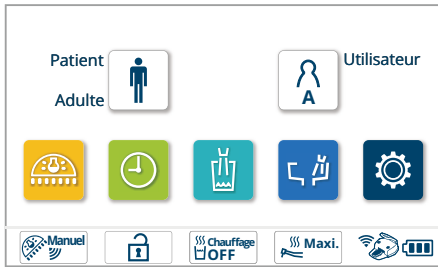 Patient
Utilisateur
Adulte
A
Manuel
Chauffage
OFF
Maxi.